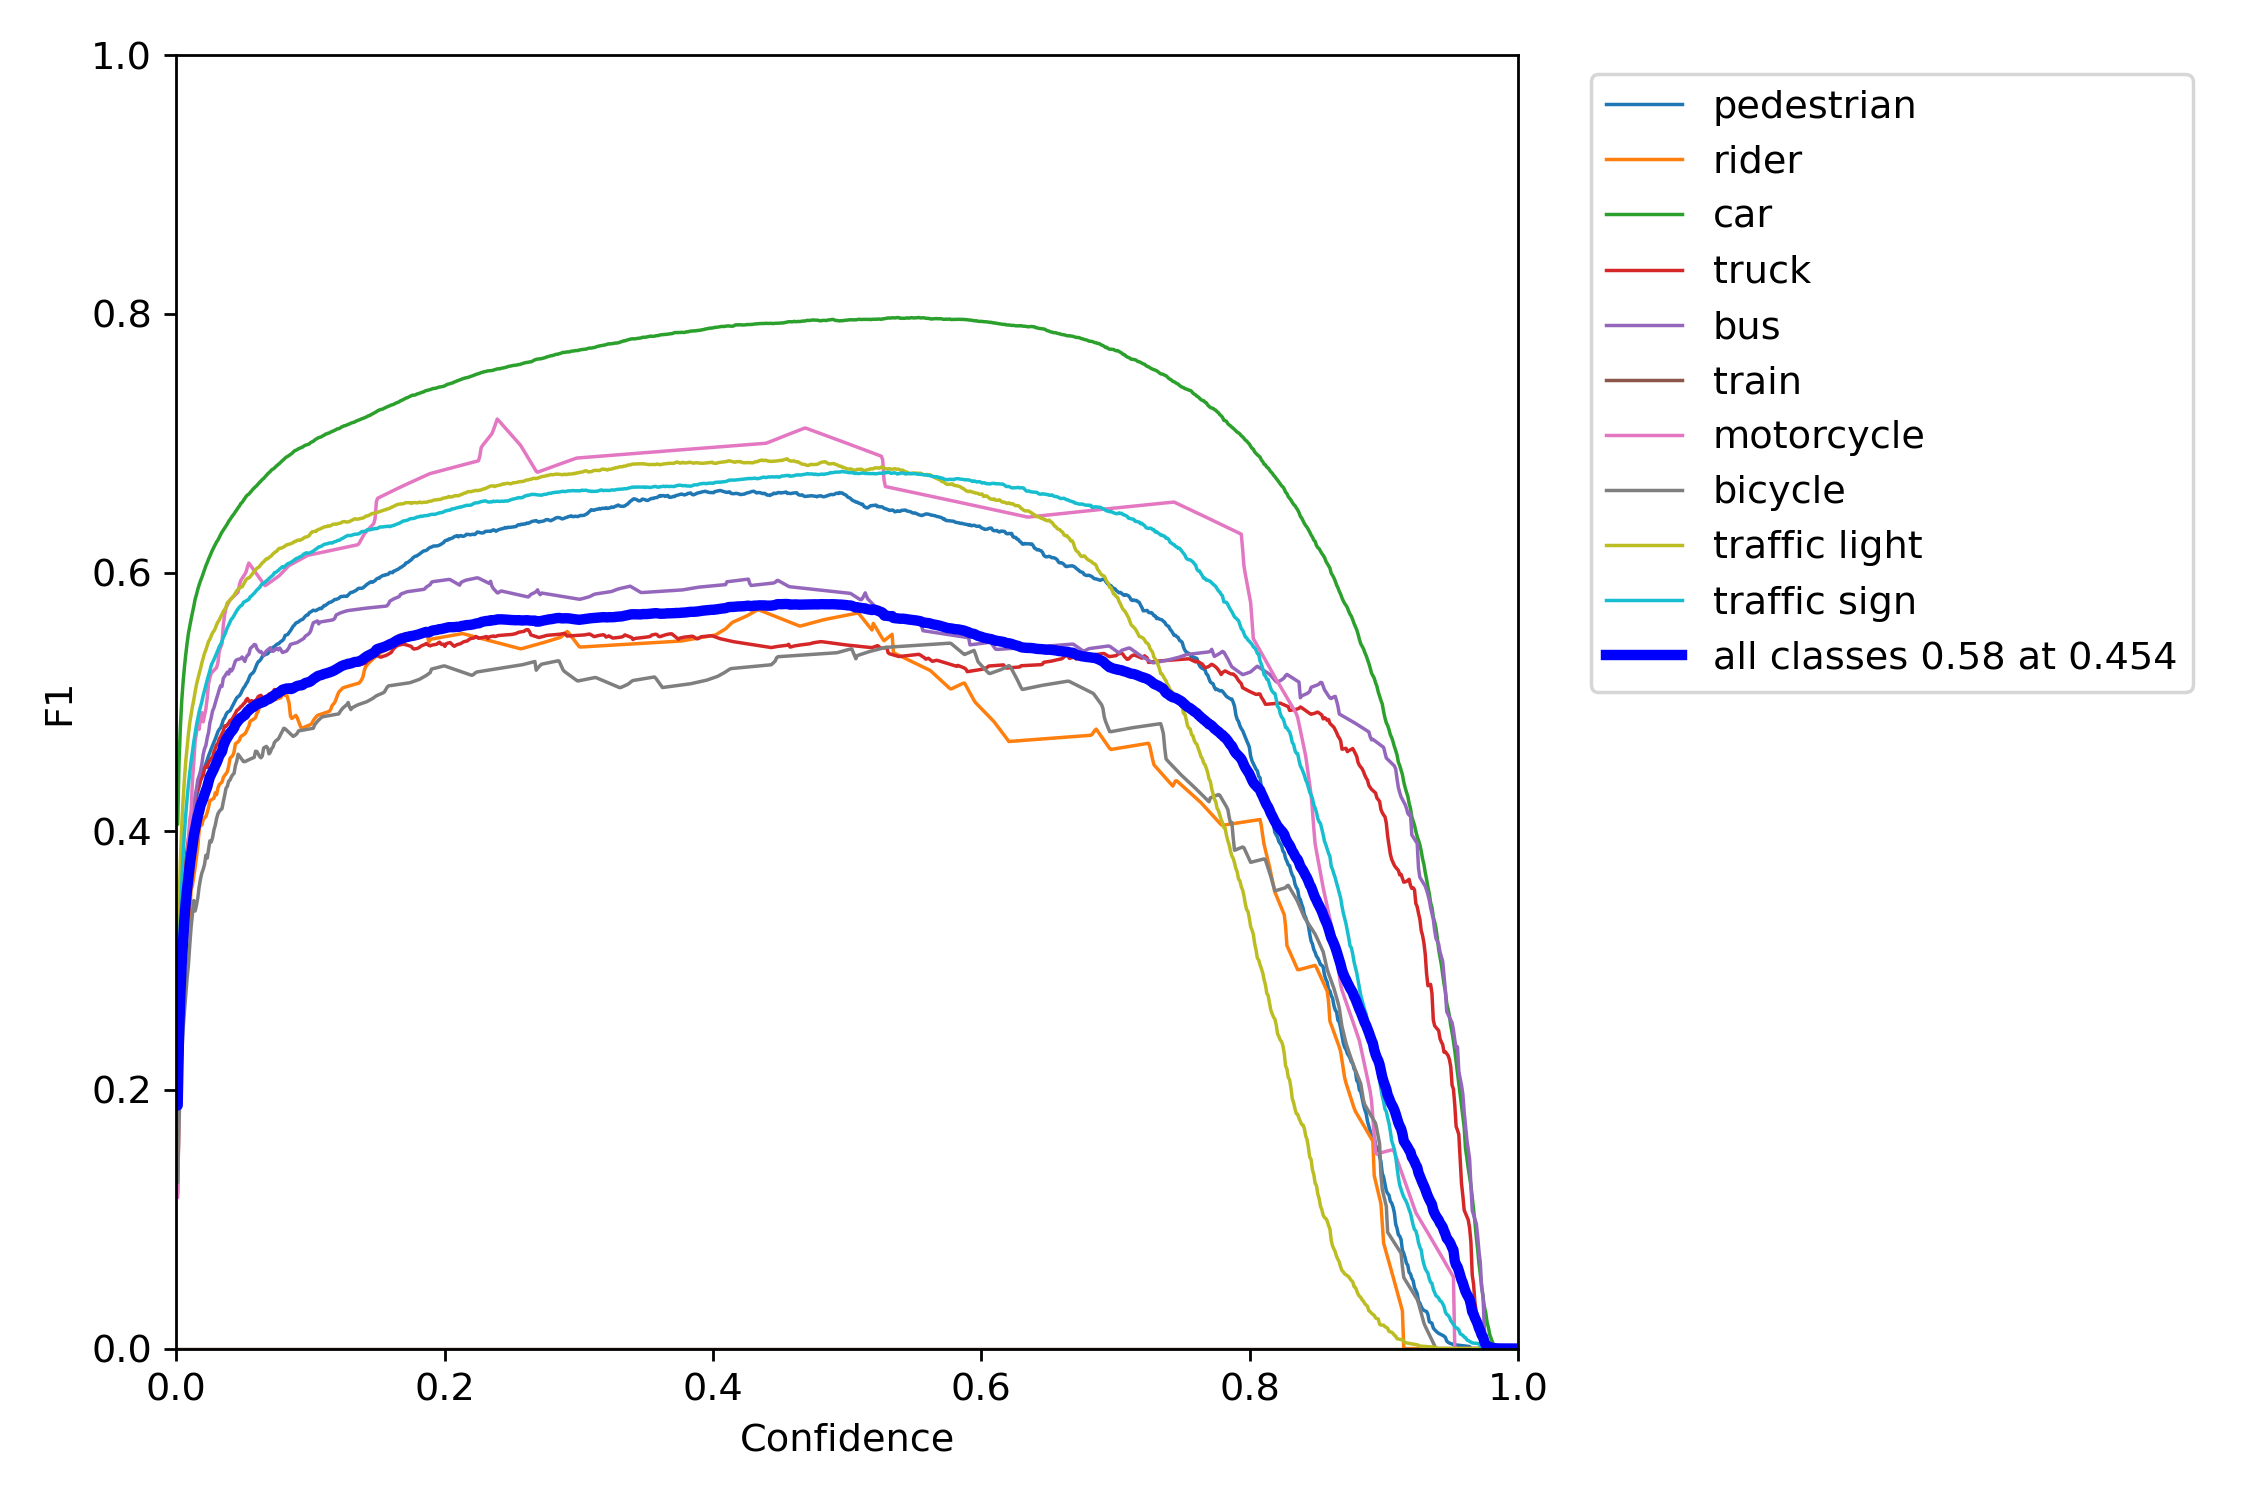 1.0
0.8
0.6
0.4
0.2
0.0
F1
0.0 0.2 0.4 0.6 0.8 1.0
Confidence
pedestrian
rider
car
truck
bus
train
motorcycle
bicycle
traffic light
traffic sign
all classes 0.58 at 0.454